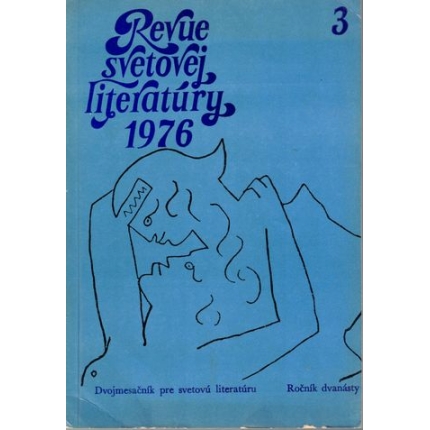 Revue
3
svetovej
literatúry
1976
Dvojmesačník pre svetovú literatúru
Ročník dvanásty